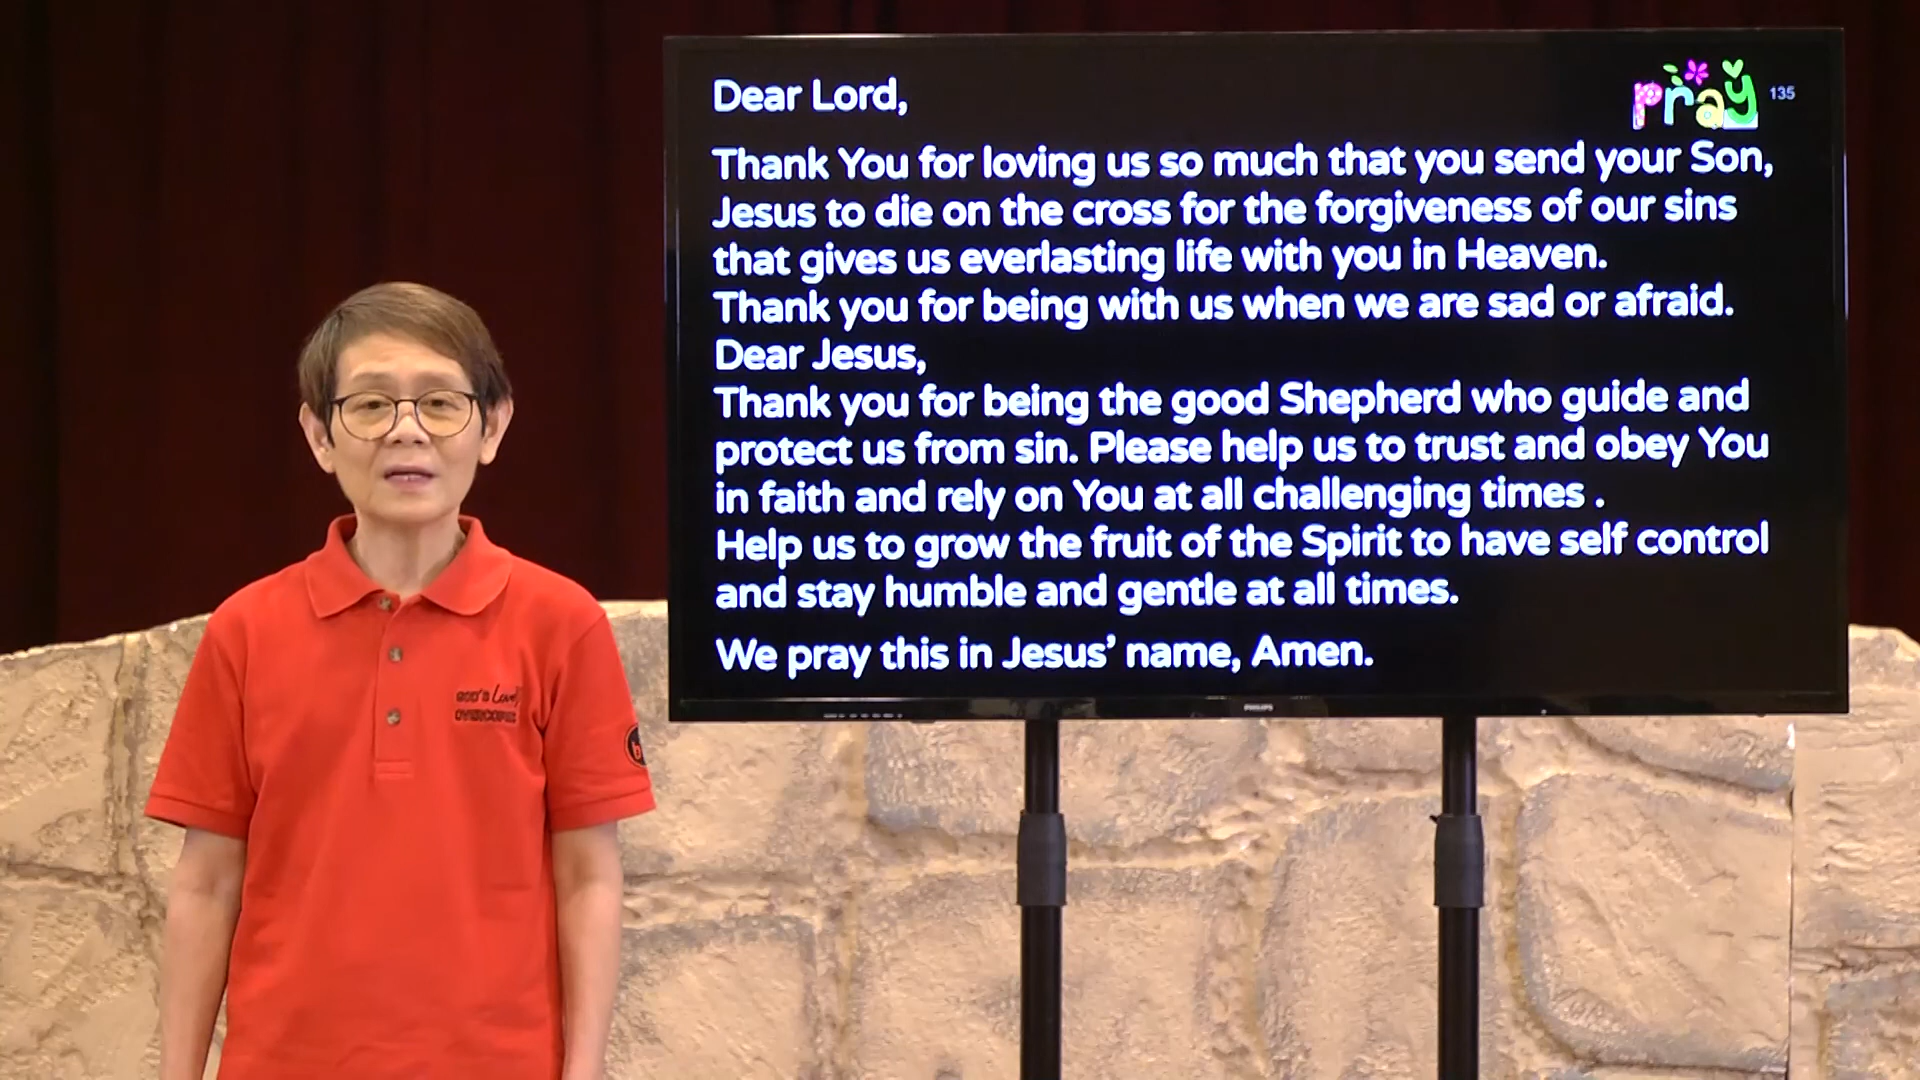 Dear Lord,
pray 135
Thank You for loving us so much that you send your Son,
Jesus to die on the cross for the forgiveness of our sins
that gives us everlasting life with you in Heaven.
Thank you for being with us when we are sad or afraid.
Dear Jesus,
Thank you for being the good Shepherd who guide and
protect us from sin. Please help us to trust and obey You
in faith and rely on You at all challenging times .
Help us to grow the fruit of the Spirit to have self control
and stay humble and gentle at all times.
We pray this in Jesus’ name, Amen.
PHILIPS
GOD'S Love
OVERCOMES
b